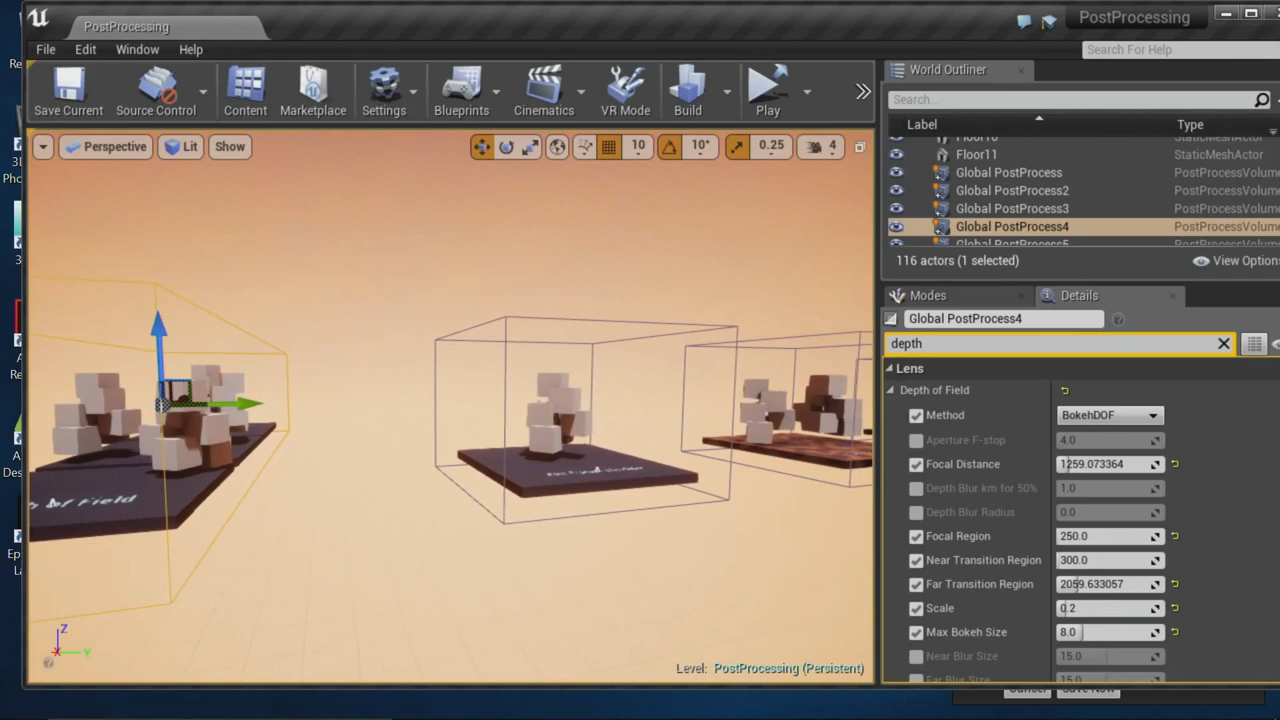 PostProcessing
PostProcessing
File Edit Window Help
Search For Help
Save Current Source Control Content Marketplace Settings Blueprints Cinematics VR Mode Build Play
World Outliner
Search...
Label Type
Floor10 StaticMeshActor
Floor11 StaticMeshActor
Global PostProcess PostProcessVolume
Global PostProcess2 PostProcessVolume
Global PostProcess3 PostProcessVolume
Global PostProcess4 PostProcessVolume
Global PostProcess5 PostProcessVolume
116 actors (1 selected) View Options
Perspective Lit Show 10 10° 0.25 4
Modes Details
Global PostProcess4
depth
Lens
Depth of Field
Method BokehDOF
Aperture F-stop 4.0
Focal Distance 1259.073364
Depth Blur km for 50% 1.0
Depth Blur Radius 0.0
Focal Region 250.0
Near Transition Region 300.0
Far Transition Region 2059.633057
Scale 0.2
Max Bokeh Size 8.0
Near Blur Size 15.0
Far Blur Size 15.0
of Field
Z
X Y
Level: PostProcessing (Persistent)
Cancel Save Now